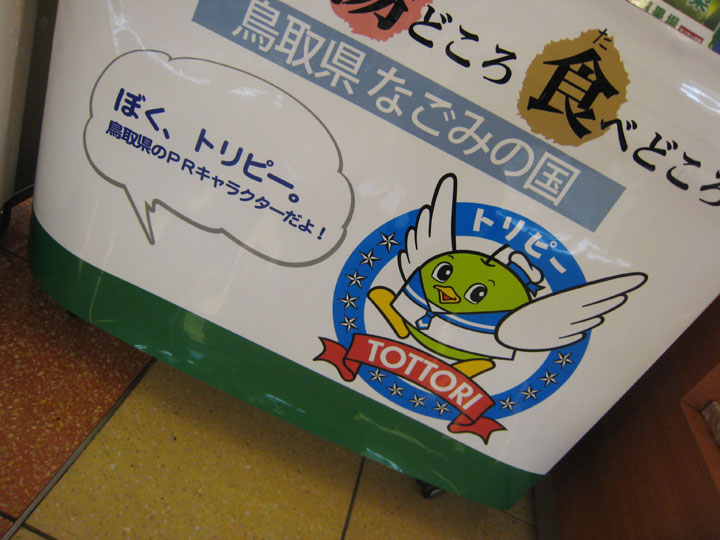 どころ
食べどころ
た
鳥取県 なごみの国
ぼく、トリピー。
鳥取県のPRキャラクターだよ!
トリピー
TOTTORI